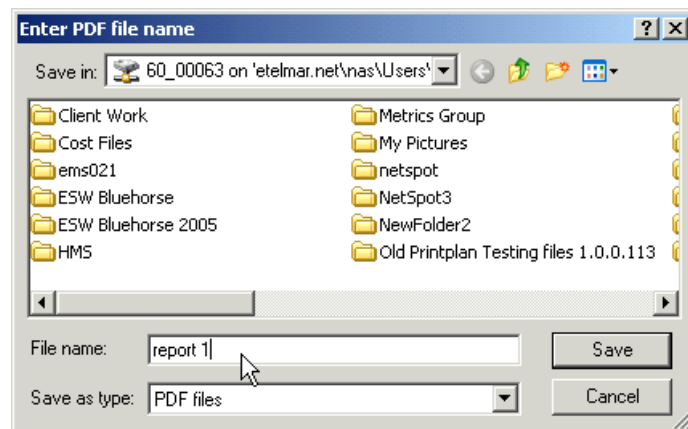 Enter PDF file name
Save in: 60_00063 on 'etelmar.net\nas\Users'
Client Work
Cost Files
ems021
ESW Bluehorse
ESW Bluehorse 2005
HMS
Metrics Group
My Pictures
netspot
NetSpot3
NewFolder2
Old Printplan Testing files 1.0.0.113
File name: report 1
Save
Save as type: PDF files
Cancel